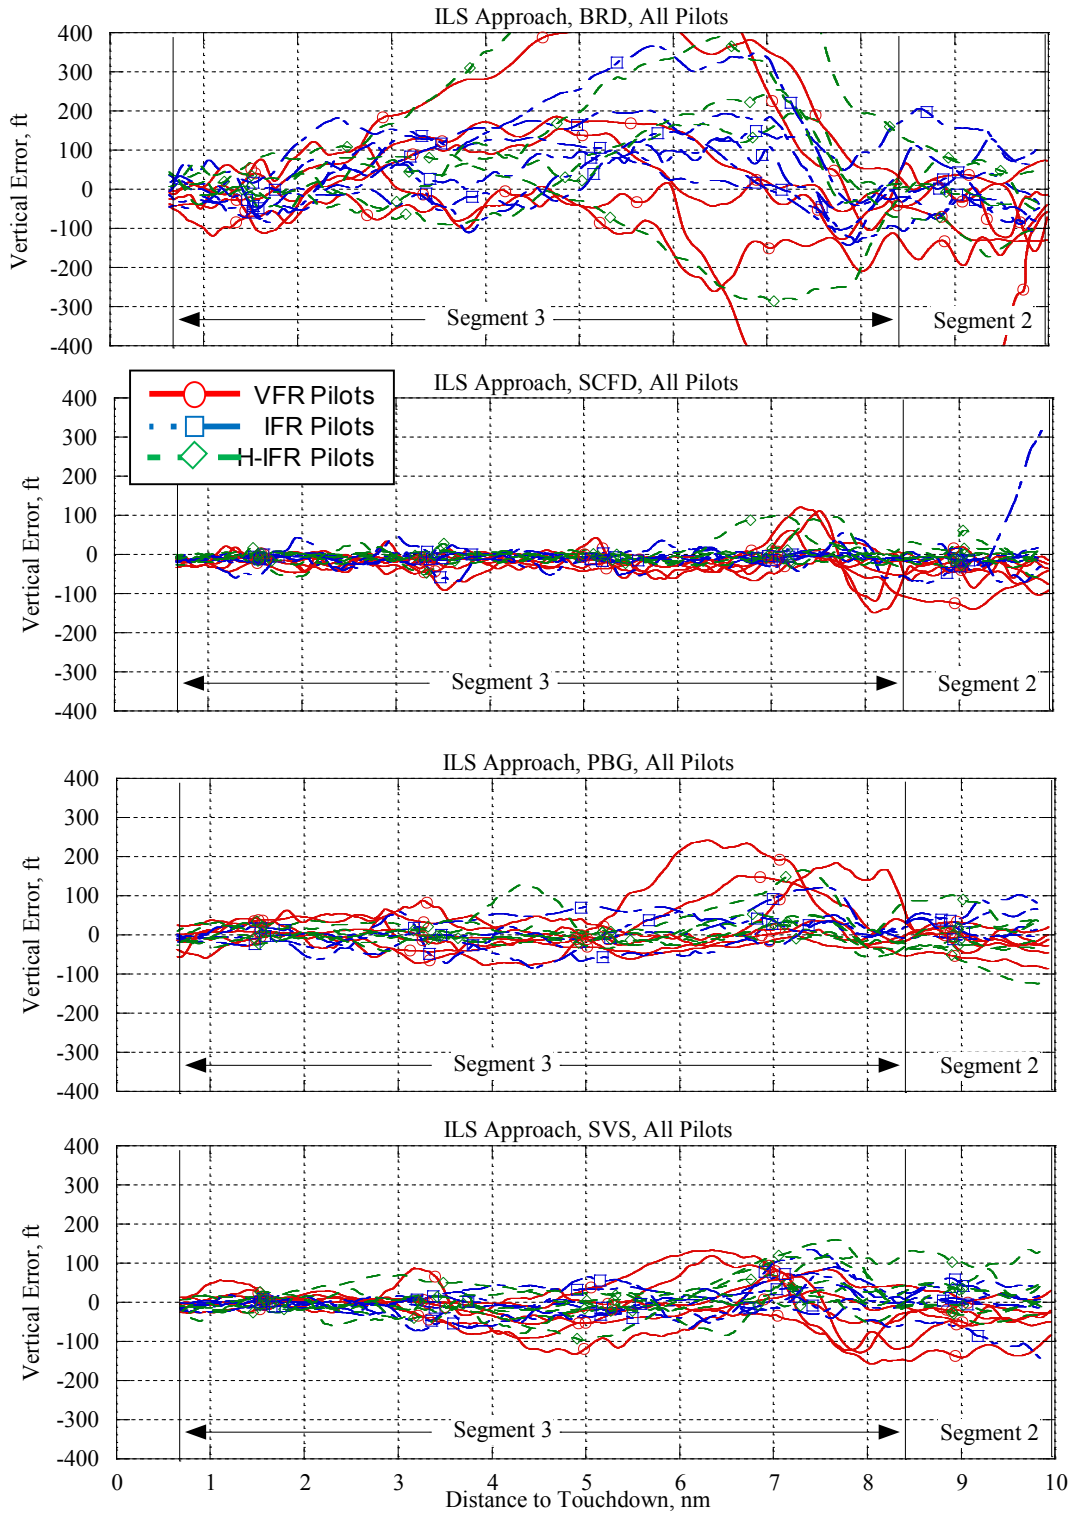 ILS Approach, BRD, All Pilots
400
300
200
100
0
-100
-200
-300
-400
Vertical Error, ft
Segment 3
Segment 2
ILS Approach, SCFD, All Pilots
VFR Pilots
IFR Pilots
H-IFR Pilots
400
300
200
100
0
-100
-200
-300
-400
Vertical Error, ft
Segment 3
Segment 2
ILS Approach, PBG, All Pilots
400
300
200
100
0
-100
-200
-300
-400
Vertical Error, ft
Segment 3
Segment 2
ILS Approach, SVS, All Pilots
400
300
200
100
0
-100
-200
-300
-400
Vertical Error, ft
Segment 3
Segment 2
0 1 2 3 4 5 6 7 8 9 10
Distance to Touchdown, nm